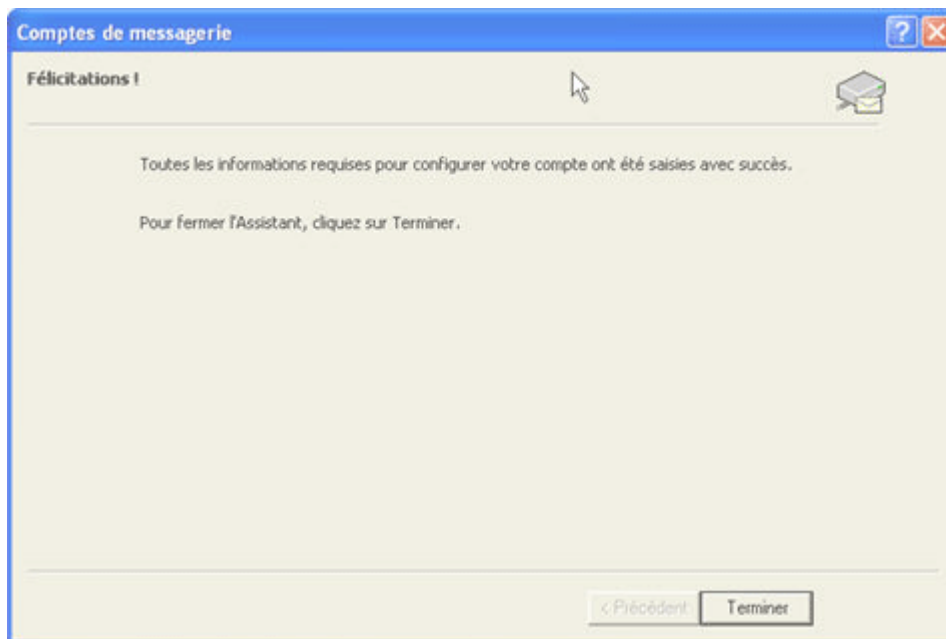 Comptes de messagerie
Félicitations !
Toutes les informations requises pour configurer votre compte ont été saisies avec succès.
Pour fermer l'Assistant, cliquez sur Terminer.
< Précédent
Terminer